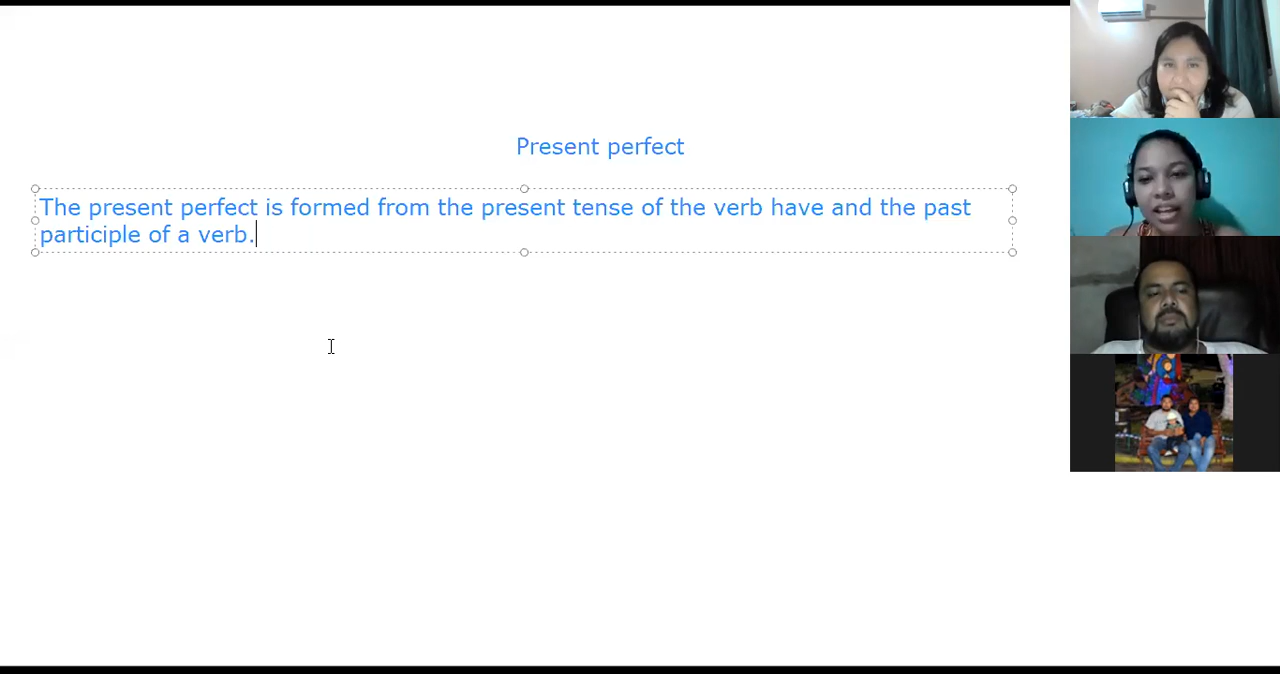 Present perfect
The present perfect is formed from the present tense of the verb have and the past
participle of a verb.